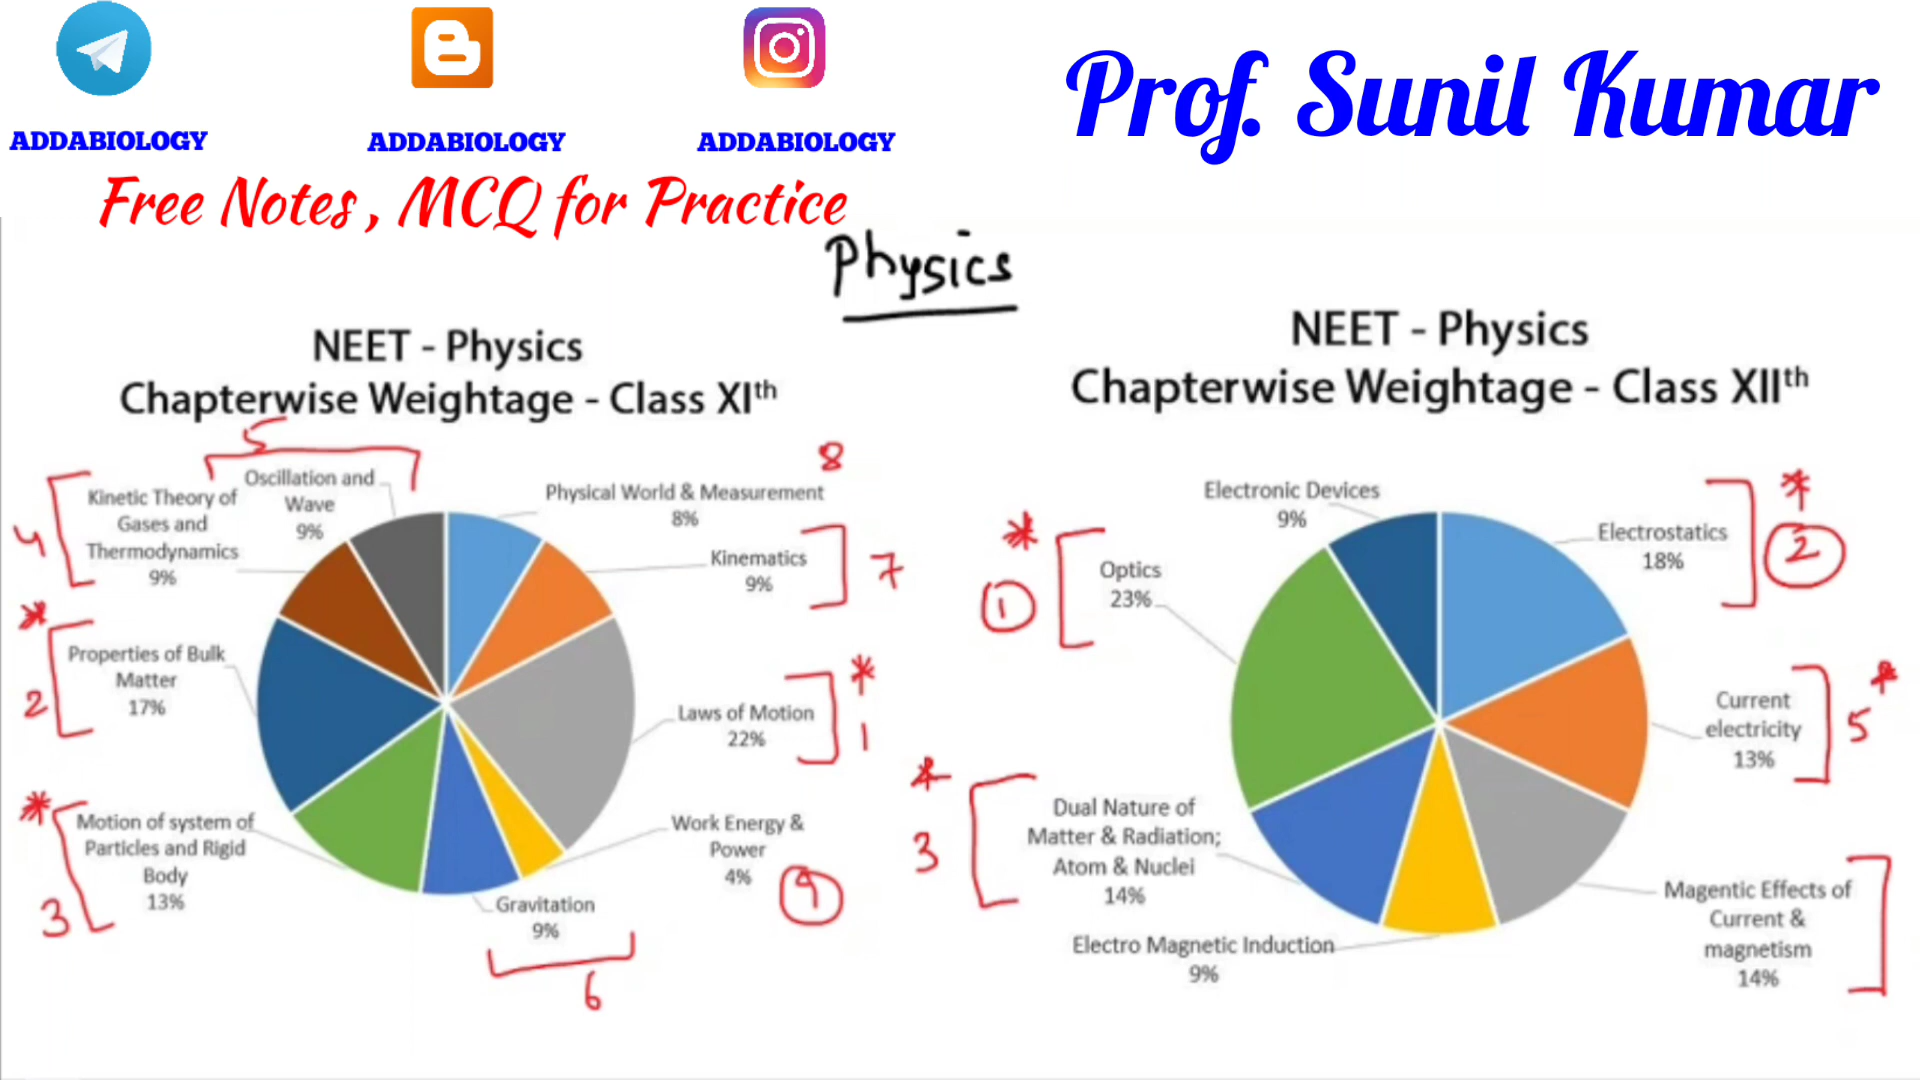 ADDABIOLOGY
ADDABIOLOGY
ADDABIOLOGY
Prof. Sunil Kumar
Free Notes , MCQ for Practice
Physics
NEET - Physics
Chapterwise Weightage - Class XIth
5
8
4
Kinetic Theory of
Gases and
Thermodynamics
9%
Oscillation and
Wave
9%
Physical World & Measurement
8%
Kinematics
9%
7
*
2
Properties of Bulk
Matter
17%
Laws of Motion
22%
*
1
*
3
Motion of system of
Particles and Rigid
Body
13%
Work Energy &
Power
4%
9
Gravitation
9%
6
NEET - Physics
Chapterwise Weightage - Class XIIth
Electronic Devices
9%
Electrostatics
18%
*
2
*
1
Optics
23%
Current
electricity
13%
5
*
*
3
Dual Nature of
Matter & Radiation;
Atom & Nuclei
14%
Magentic Effects of
Current &
magnetism
14%
Electro Magnetic Induction
9%